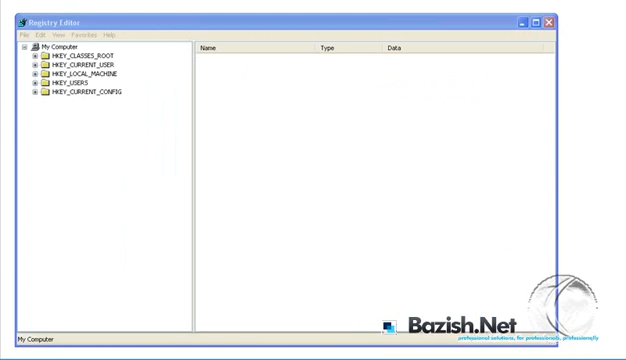 Registry Editor
File Edit View Favorites Help
My Computer
HKEY_CLASSES_ROOT
HKEY_CURRENT_USER
HKEY_LOCAL_MACHINE
HKEY_USERS
HKEY_CURRENT_CONFIG
Name Type Data
Bazish.Net
professional solutions, for professionals, professionally
My Computer